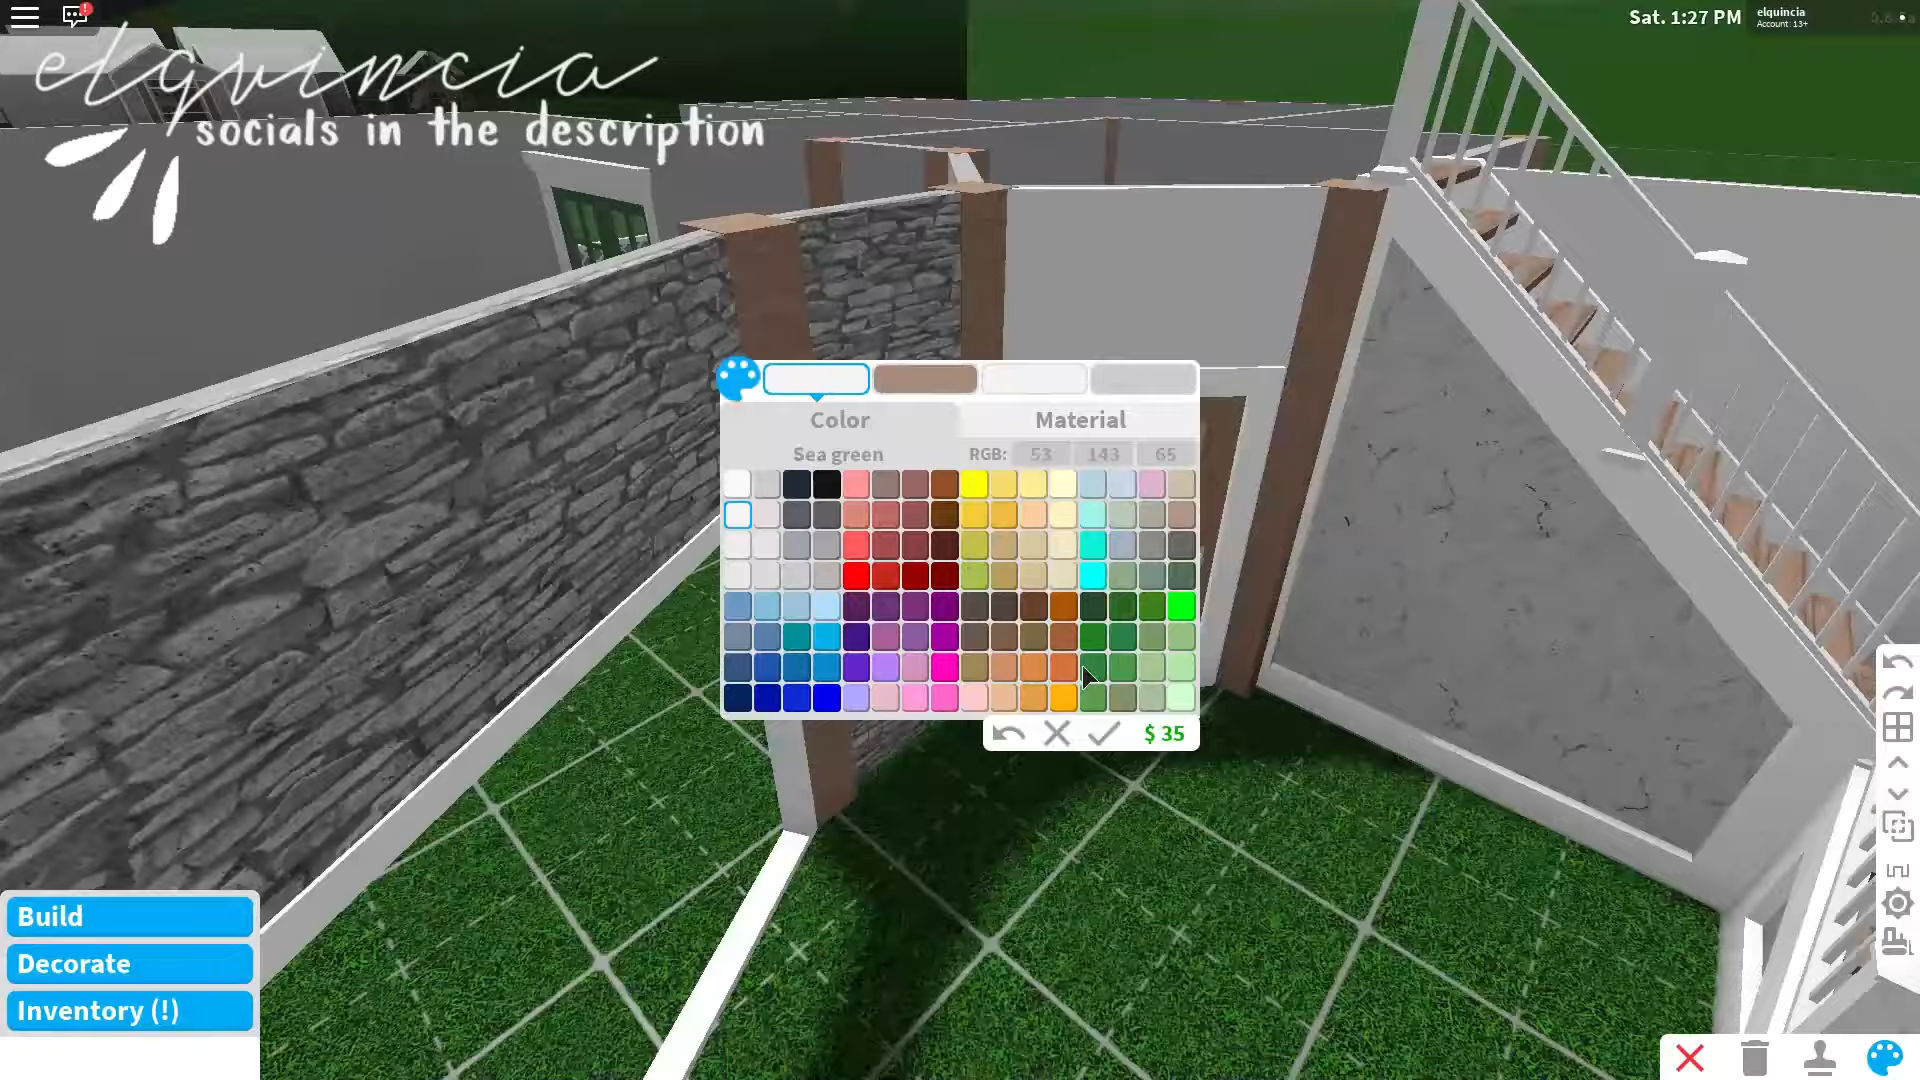 Sat. 1:27 PM
elquincia
Account: 13+
elquincia
socials in the description
Color
Material
Sea green
RGB: 53 143 65
$ 35
Build
Decorate
Inventory (!)